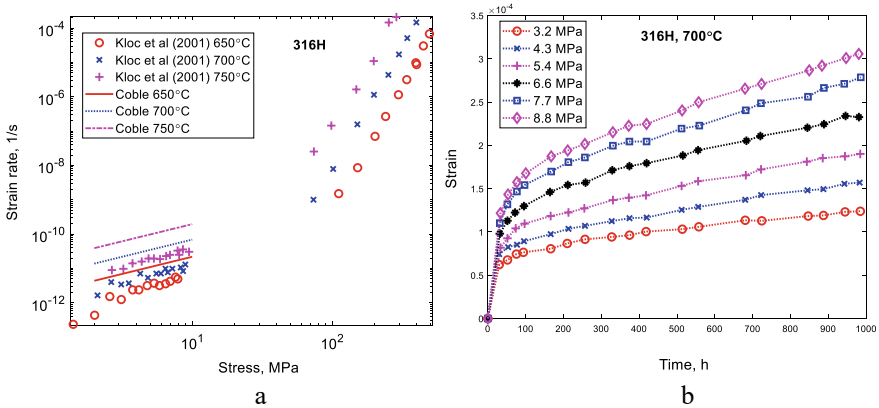 316H
Kloc et al (2001) 650°C
Kloc et al (2001) 700°C
Kloc et al (2001) 750°C
Coble 650°C
Coble 700°C
Coble 750°C
10⁻⁴
10⁻⁶
10⁻⁸
10⁻¹⁰
10⁻¹²
Strain rate, 1/s
10¹
10²
Stress, MPa
a
×10⁻⁴
316H, 700°C
3.2 MPa
4.3 MPa
5.4 MPa
6.6 MPa
7.7 MPa
8.8 MPa
3.5
3
2.5
2
1.5
1
0.5
0
Strain
0
100
200
300
400
500
600
700
800
900
1000
Time, h
b